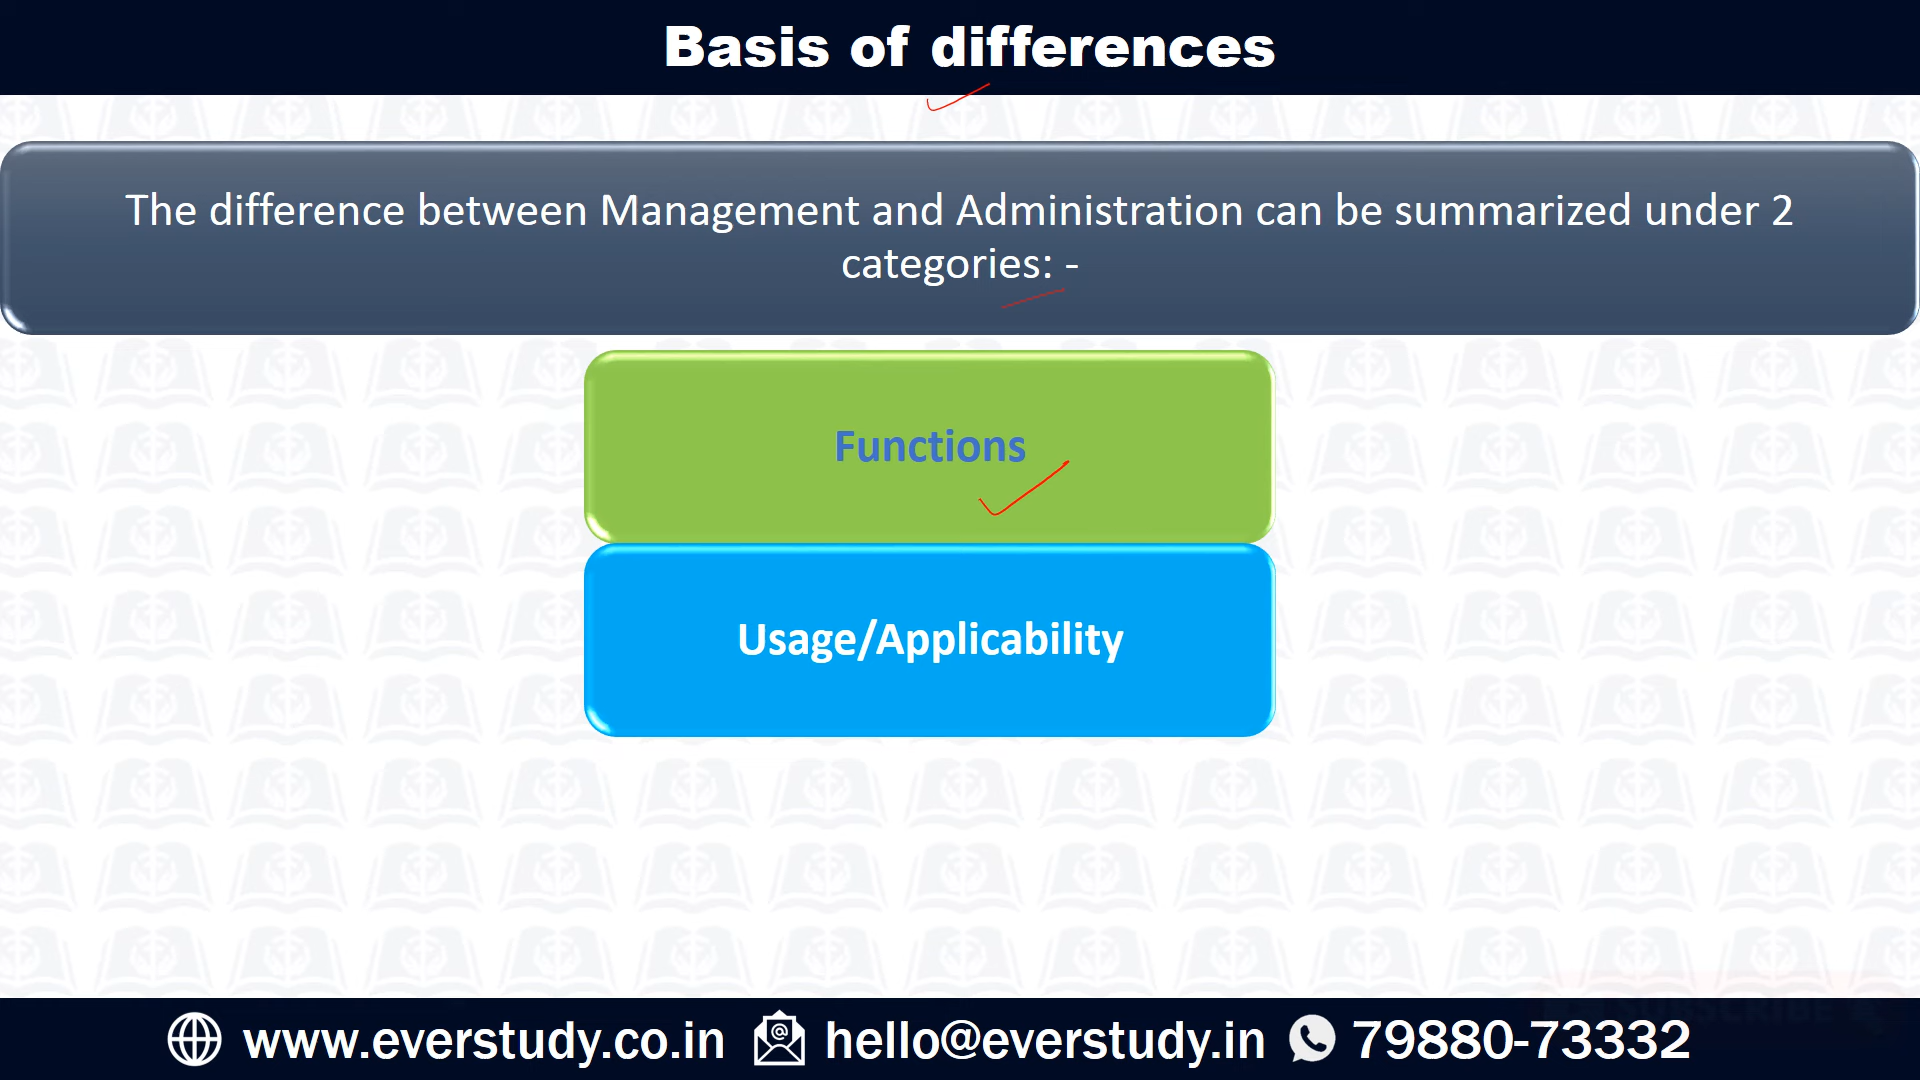 Basis of differences
The difference between Management and Administration can be summarized under 2
categories: -
Functions
Usage/Applicability
www.everstudy.co.in hello@everstudy.in 79880-73332